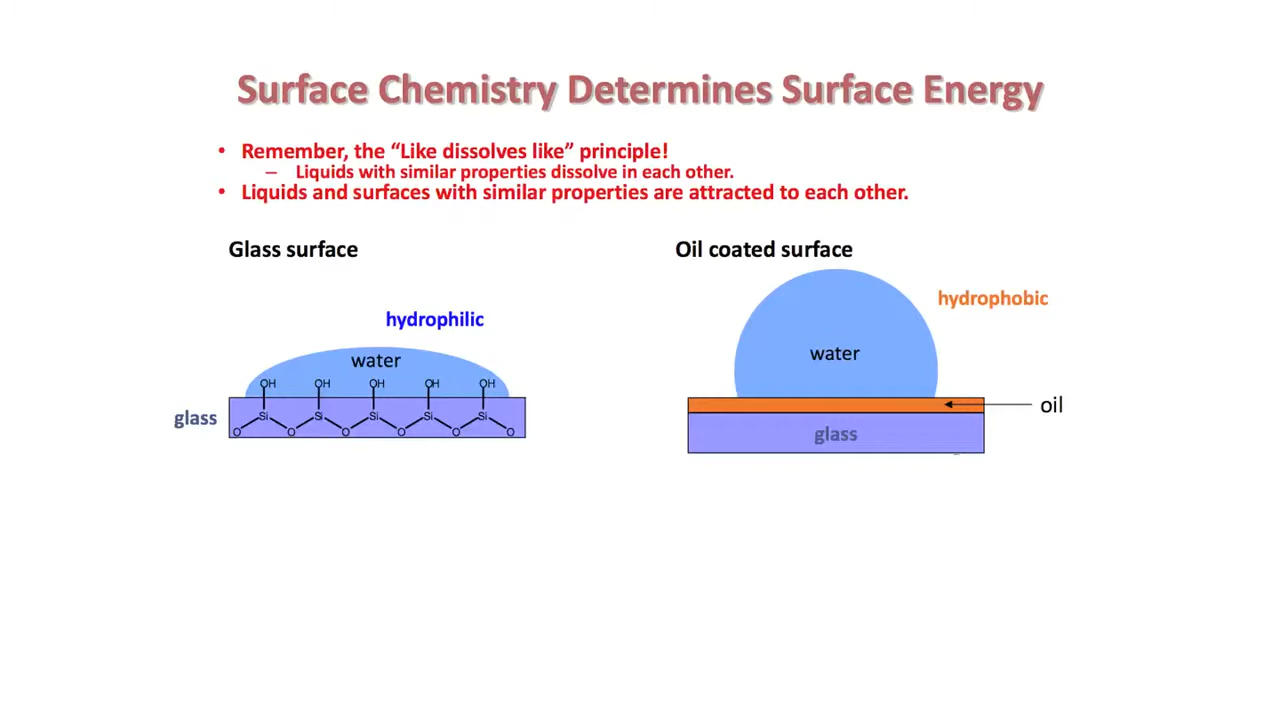 Surface Chemistry Determines Surface Energy
• Remember, the “Like dissolves like” principle!
– Liquids with similar properties dissolve in each other.
• Liquids and surfaces with similar properties are attracted to each other.
Glass surface
Oil coated surface
hydrophobic
hydrophilic
water
water
OH OH OH OH OH
oil
glass
Si Si Si Si Si
O O O O O O
glass